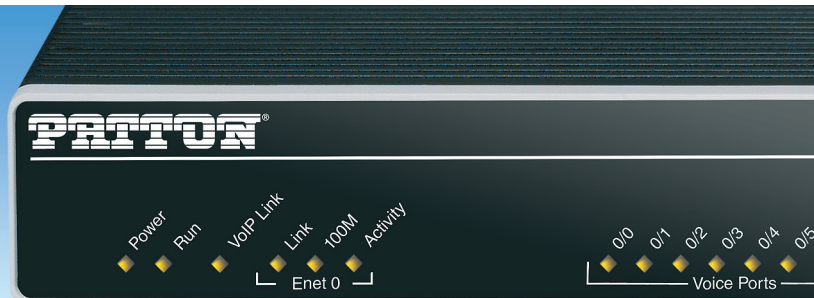 PATTON®
Power Run VoIP Link Link 100M Activity 0/0 0/1 0/2 0/3 0/4 0/5
Enet 0 Voice Ports